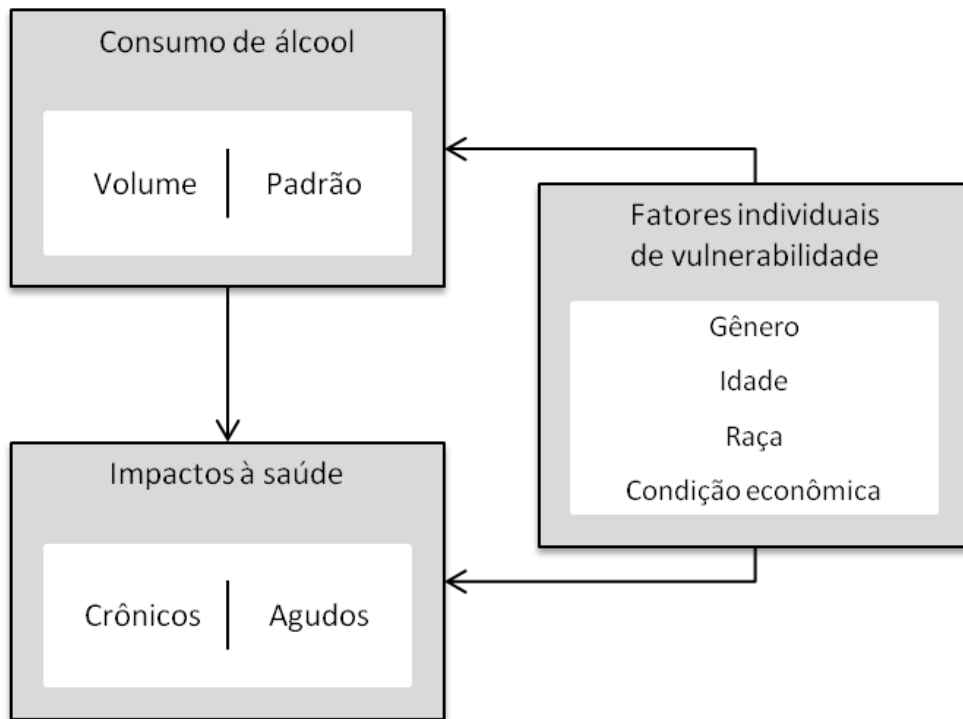 Consumo de álcool
Volume
Padrão
Fatores individuais
de vulnerabilidade
Gênero
Idade
Raça
Condição econômica
Impactos à saúde
Crônicos
Agudos